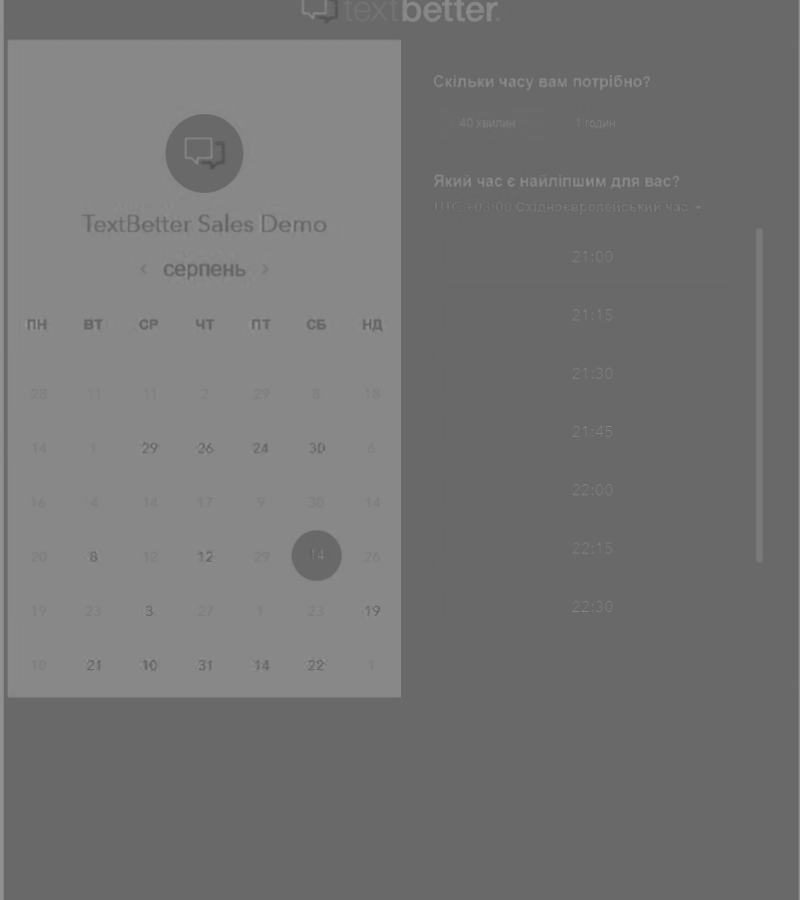 textbetter.
TextBetter Sales Demo
< серпень >
ПН ВТ СР ЧТ ПТ СБ НД
28 11 11 2 29 8 18
14 1 29 26 24 30 6
16 4 14 17 9 30 14
20 8 12 12 29 14 26
19 23 3 27 1 23 19
10 21 10 31 14 22 1
Скільки часу вам потрібно?
40 хвилин 1 годин
Який час є найліпшим для вас?
UTC +03:00 Східноєвропейський час
21:00
21:15
21:30
21:45
22:00
22:15
22:30